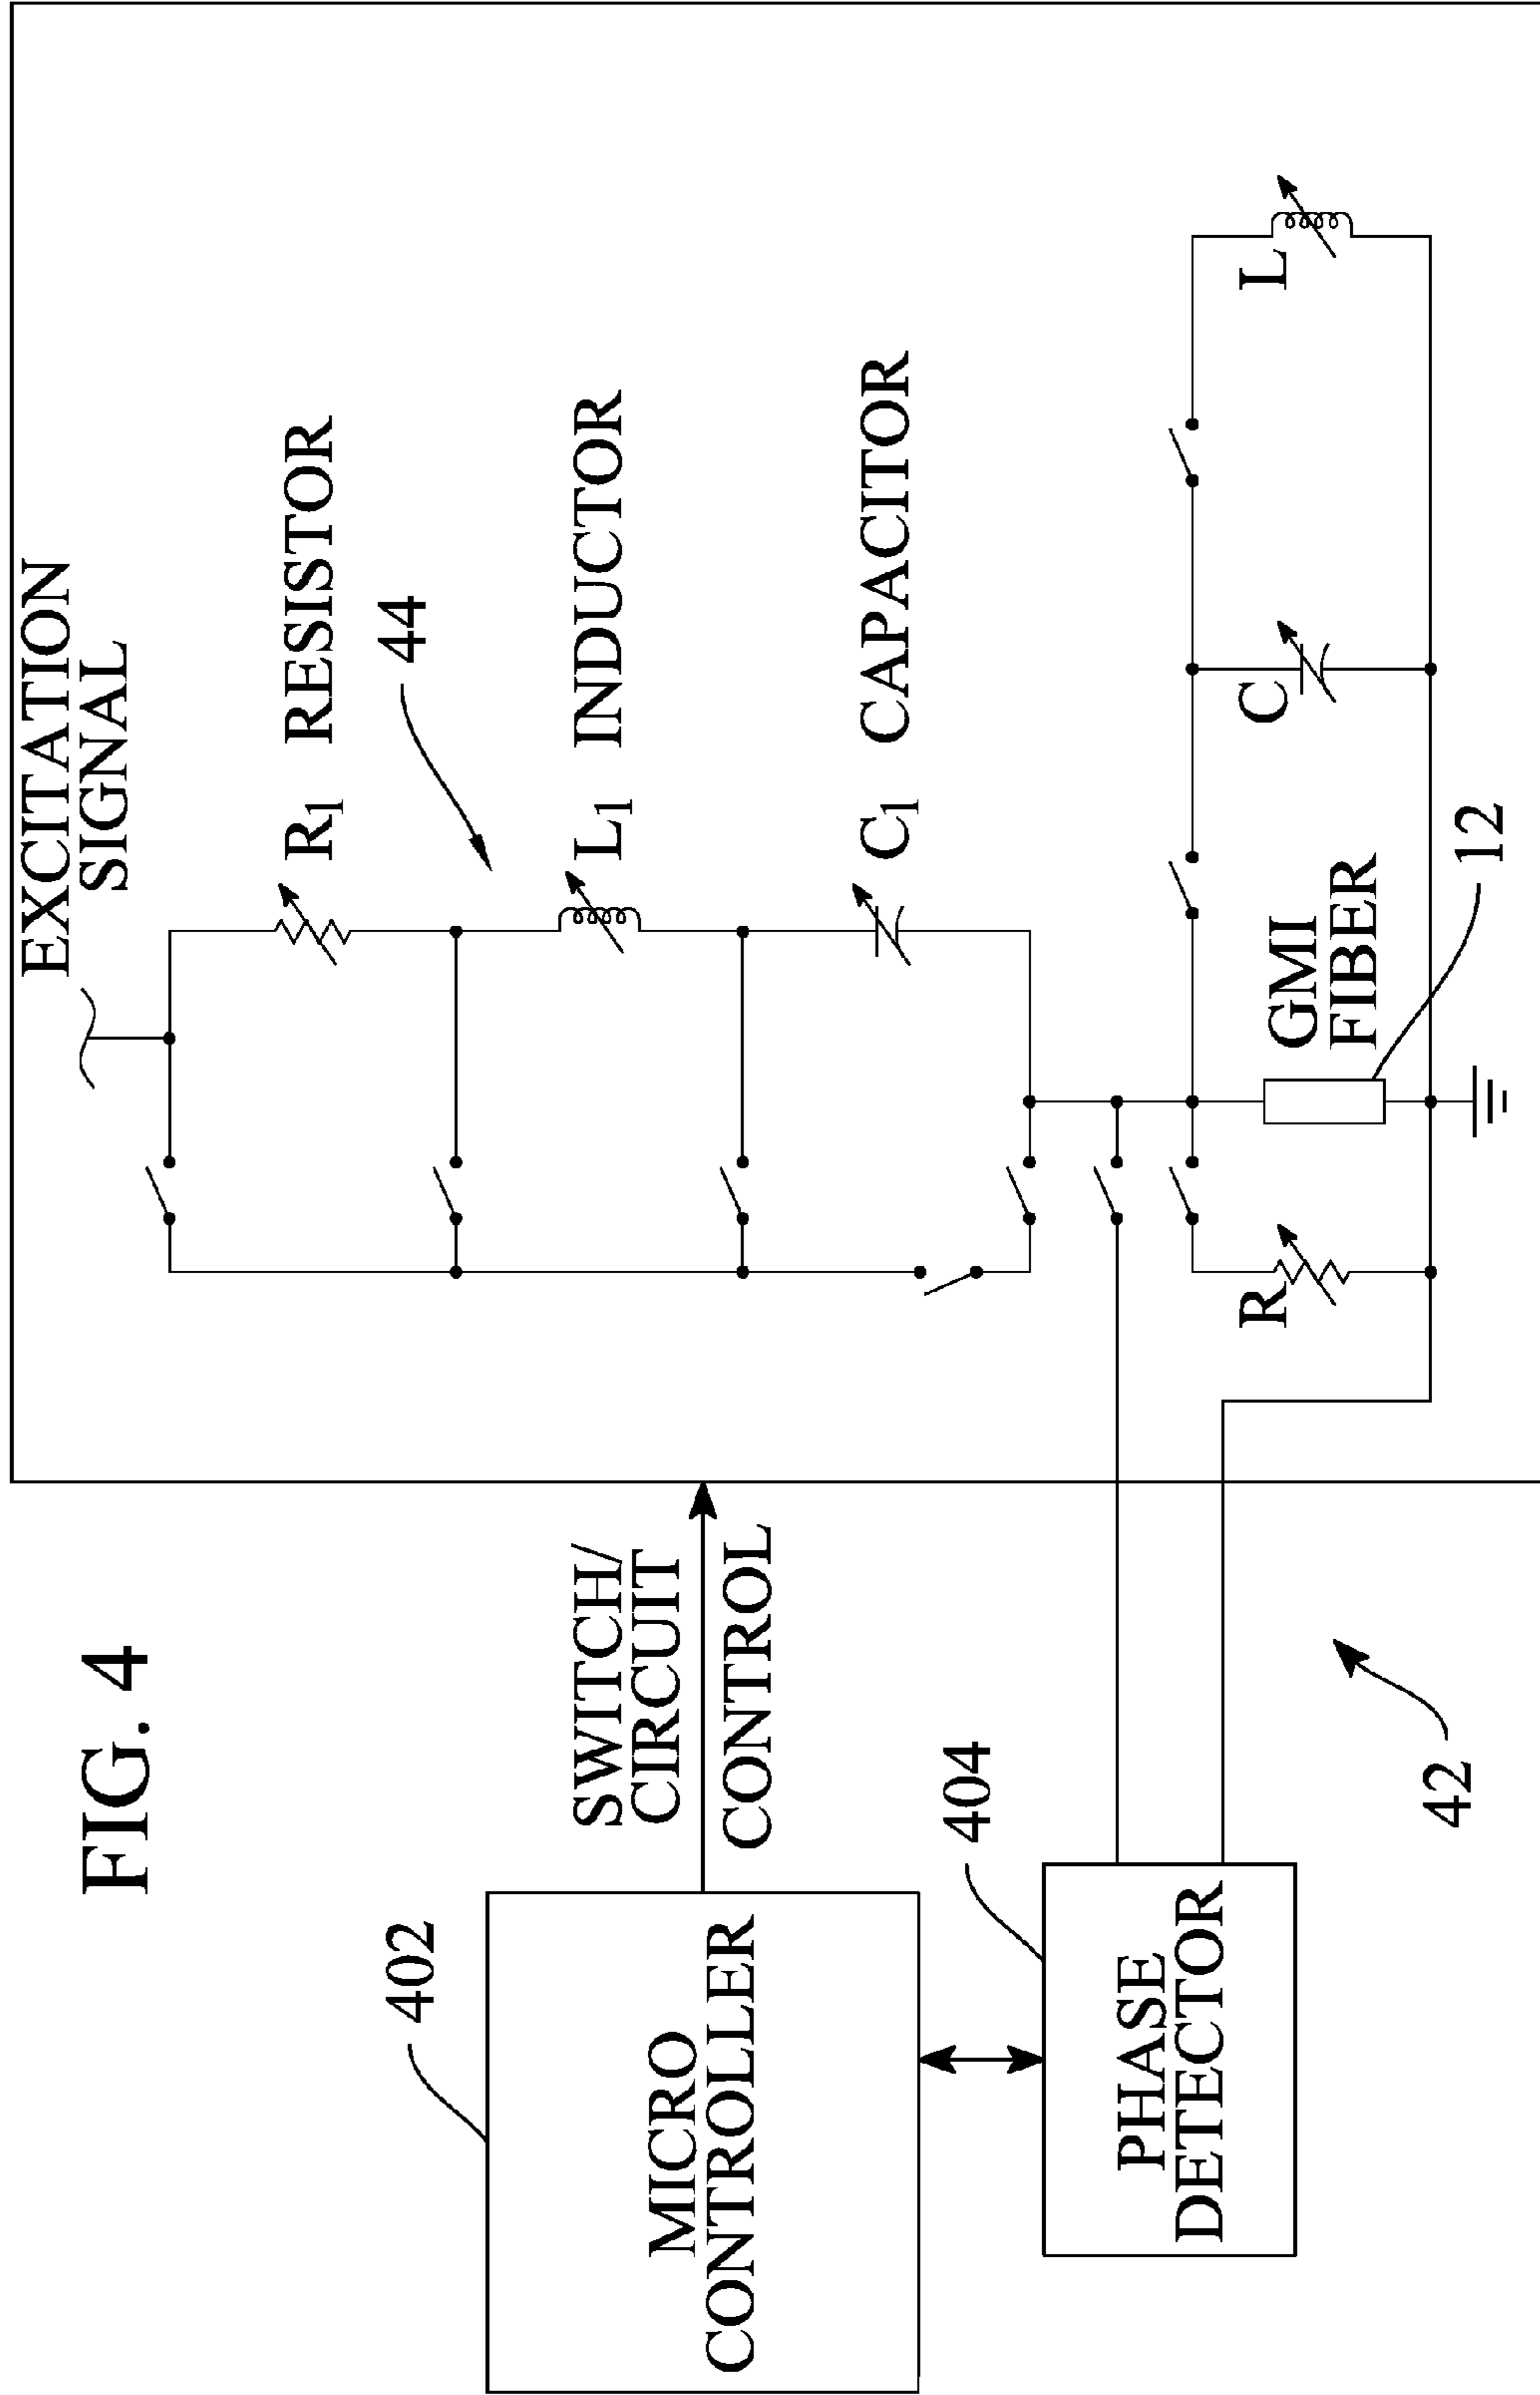 FIG. 4
402
MICRO
CONTROLLER
SWITCH/
CIRCUIT
CONTROL
404
PHASE
DETECTOR
42
EXCITATION
SIGNAL
R1 RESISTOR
44
L1 INDUCTOR
C1 CAPACITOR
R
GMI
FIBER
12
C
L